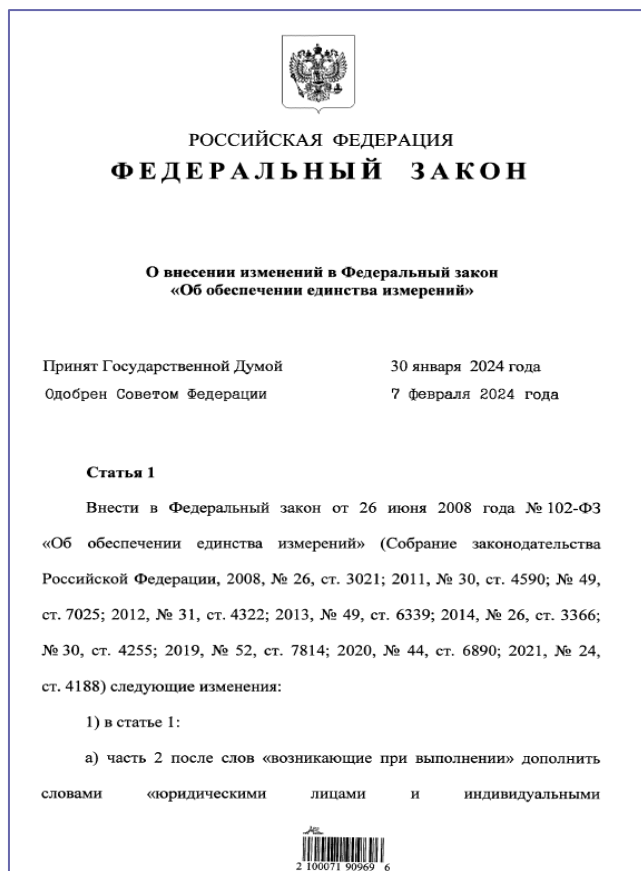 РОССИЙСКАЯ ФЕДЕРАЦИЯ
ФЕДЕРАЛЬНЫЙ ЗАКОН
О внесении изменений в Федеральный закон
«Об обеспечении единства измерений»
Принят Государственной Думой 30 января 2024 года
Одобрен Советом Федерации 7 февраля 2024 года
Статья 1
Внести в Федеральный закон от 26 июня 2008 года № 102-ФЗ
«Об обеспечении единства измерений» (Собрание законодательства
Российской Федерации, 2008, № 26, ст. 3021; 2011, № 30, ст. 4590; № 49,
ст. 7025; 2012, № 31, ст. 4322; 2013, № 49, ст. 6339; 2014, № 26, ст. 3366;
№ 30, ст. 4255; 2019, № 52, ст. 7814; 2020, № 44, ст. 6890; 2021, № 24,
ст. 4188) следующие изменения:
1) в статье 1:
а) часть 2 после слов «возникающие при выполнении» дополнить
словами «юридическими лицами и индивидуальными
2 100071 90969 6